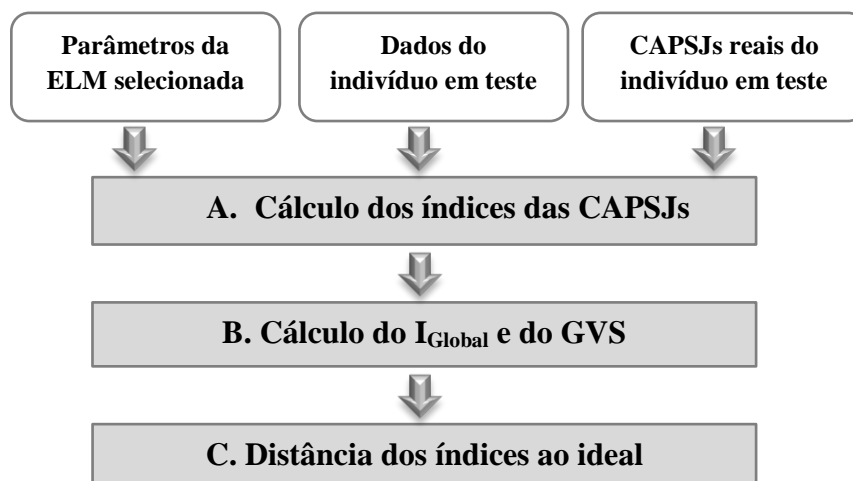 Parâmetros da
ELM selecionada
Dados do
indivíduo em teste
CAPSJs reais do
indivíduo em teste
A. Cálculo dos índices das CAPSJs
B. Cálculo do IGlobal e do GVS
C. Distância dos índices ao ideal